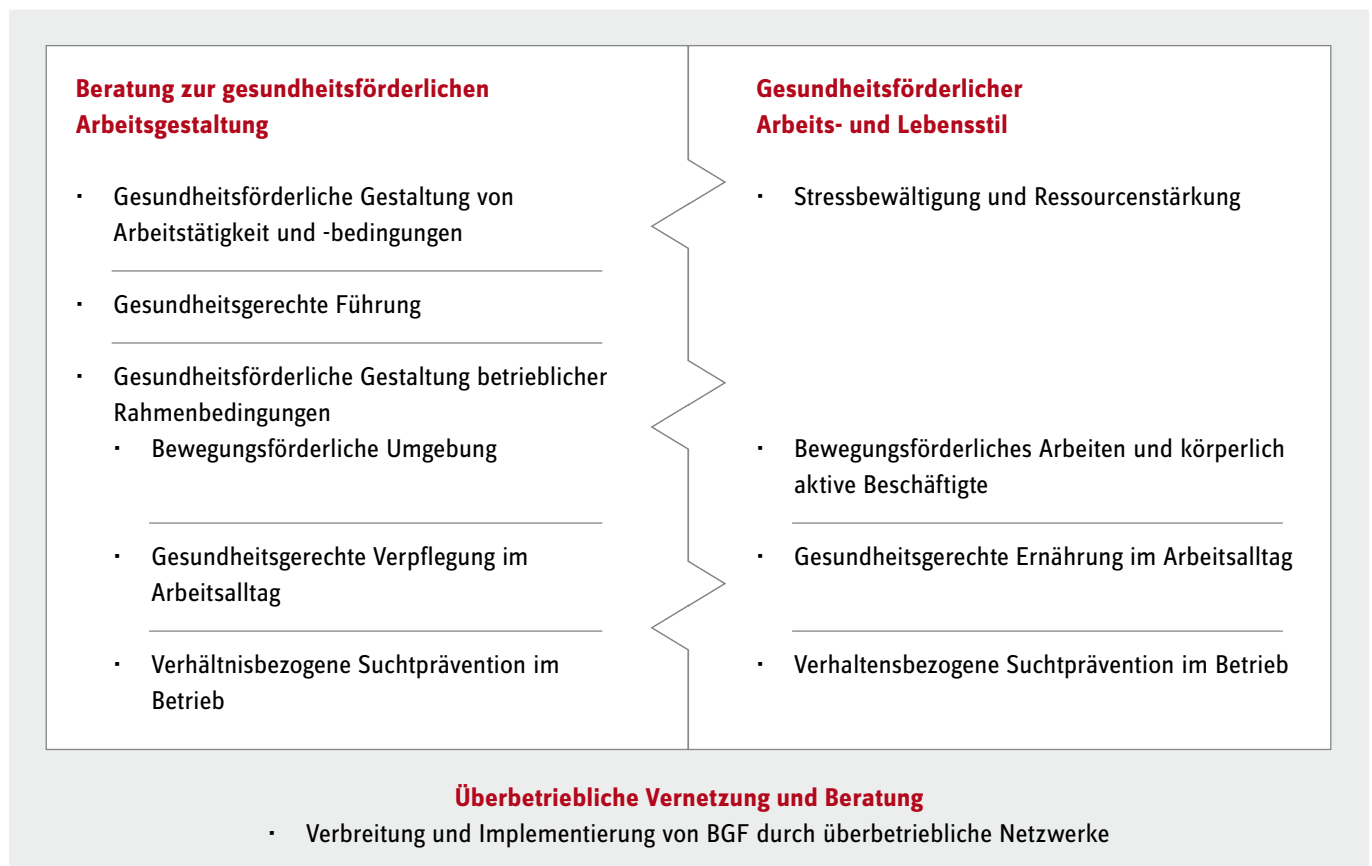 Beratung zur gesundheitsförderlichen
Arbeitsgestaltung
· Gesundheitsförderliche Gestaltung von
Arbeitstätigkeit und -bedingungen
· Gesundheitsgerechte Führung
· Gesundheitsförderliche Gestaltung betrieblicher
Rahmenbedingungen
· Bewegungsförderliche Umgebung
· Gesundheitsgerechte Verpflegung im
Arbeitsalltag
· Verhältnisbezogene Suchtprävention im
Betrieb
Gesundheitsförderlicher
Arbeits- und Lebensstil
· Stressbewältigung und Ressourcenstärkung
· Bewegungsförderliches Arbeiten und körperlich
aktive Beschäftigte
· Gesundheitsgerechte Ernährung im Arbeitsalltag
· Verhaltensbezogene Suchtprävention im Betrieb
Überbetriebliche Vernetzung und Beratung
· Verbreitung und Implementierung von BGF durch überbetriebliche Netzwerke